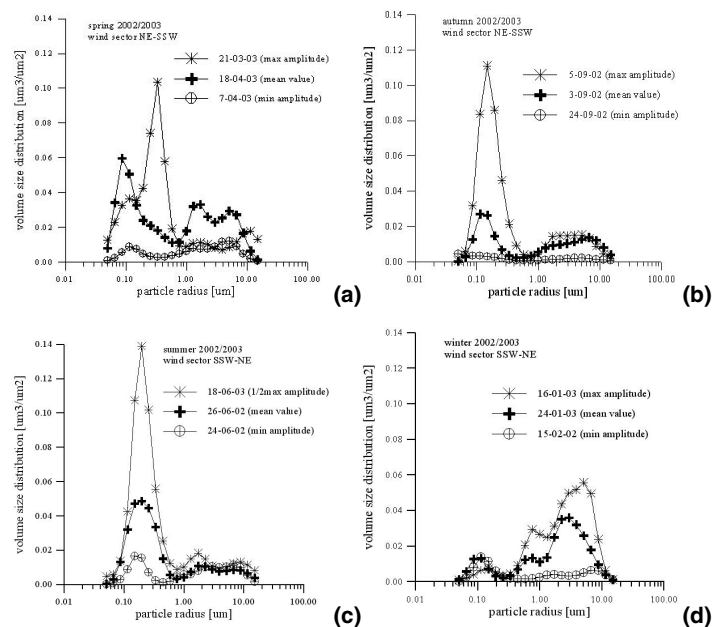 spring 2002/2003
wind sector NE-SSW
21-03-03 (max amplitude)
18-04-03 (mean value)
7-04-03 (min amplitude)
volume size distribution [um3/um2]
0.14
0.12
0.10
0.08
0.06
0.04
0.02
0.00
0.01
0.10
1.00
10.00
100.00
particle radius [um]
(a)
autumn 2002/2003
wind sector NE-SSW
5-09-02 (max amplitude)
3-09-02 (mean value)
24-09-02 (min amplitude)
volume size distribution [um3/um2]
0.14
0.12
0.10
0.08
0.06
0.04
0.02
0.00
0.01
0.10
1.00
10.00
100.00
particle radius [um]
(b)
summer 2002/2003
wind sector SSW-NE
18-06-03 (1/2max amplitude)
26-06-02 (mean value)
24-06-02 (min amplitude)
volume size distribution [um3/um2]
0.14
0.12
0.10
0.08
0.06
0.04
0.02
0.00
0.01
0.10
1.00
10.00
100.00
particle radius [um]
(c)
winter 2002/2003
wind sector SSW-NE
16-01-03 (max amplitude)
24-01-03 (mean value)
15-02-02 (min amplitude)
volume size distribution [um3/um2]
0.14
0.12
0.10
0.08
0.06
0.04
0.02
0.00
0.01
0.10
1.00
10.00
100.00
particle radius [um]
(d)